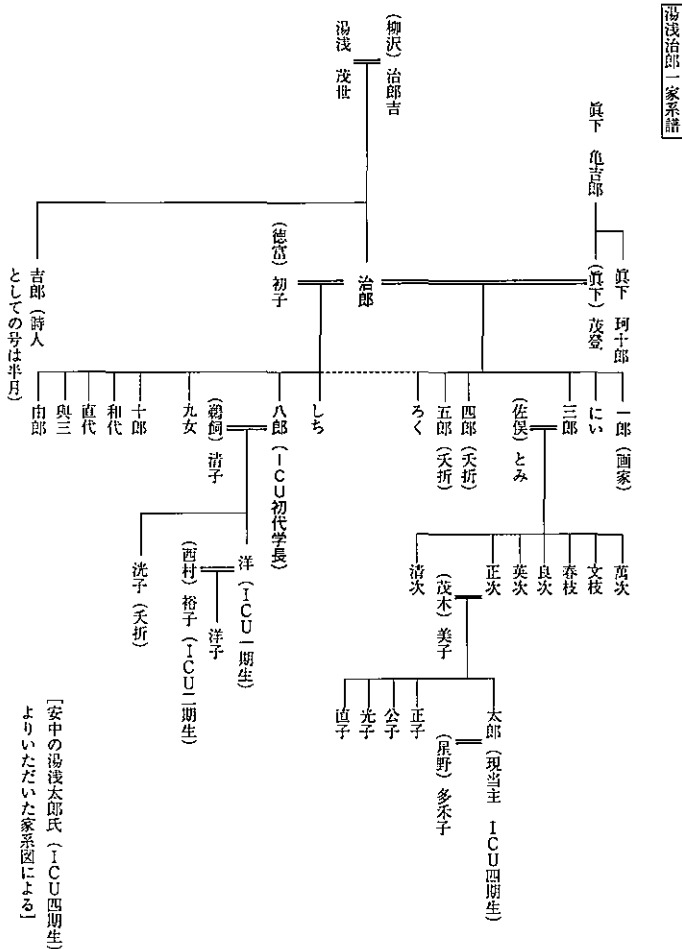 湯浅治郎一家系譜
眞下　亀吉郎
眞下　珂十郎
（眞下）茂登
（柳沢）治郎吉
湯浅　茂世
治郎
（徳富）初子
吉郎（詩人
としての号は半月）
一郎（画家）
にい
三郎
（佐俣）とみ
四郎（夭折）
五郎（夭折）
ろく
しち
八郎（ICU初代学長）
（鵜飼）清子
九女
十郎
和代
直代
與三
由郎
萬次
文枝
春枝
良次
英次
正次
（茂木）美子
清次
洋（ICU一期生）
（西村）裕子（ICU二期生）
洋子
洸子（夭折）
太郎（現当主　ICU四期生）
（星野）多禾子
正子
公子
光子
直子
［安中の湯浅太郎氏（ICU四期生）
よりいただいた家系図による］